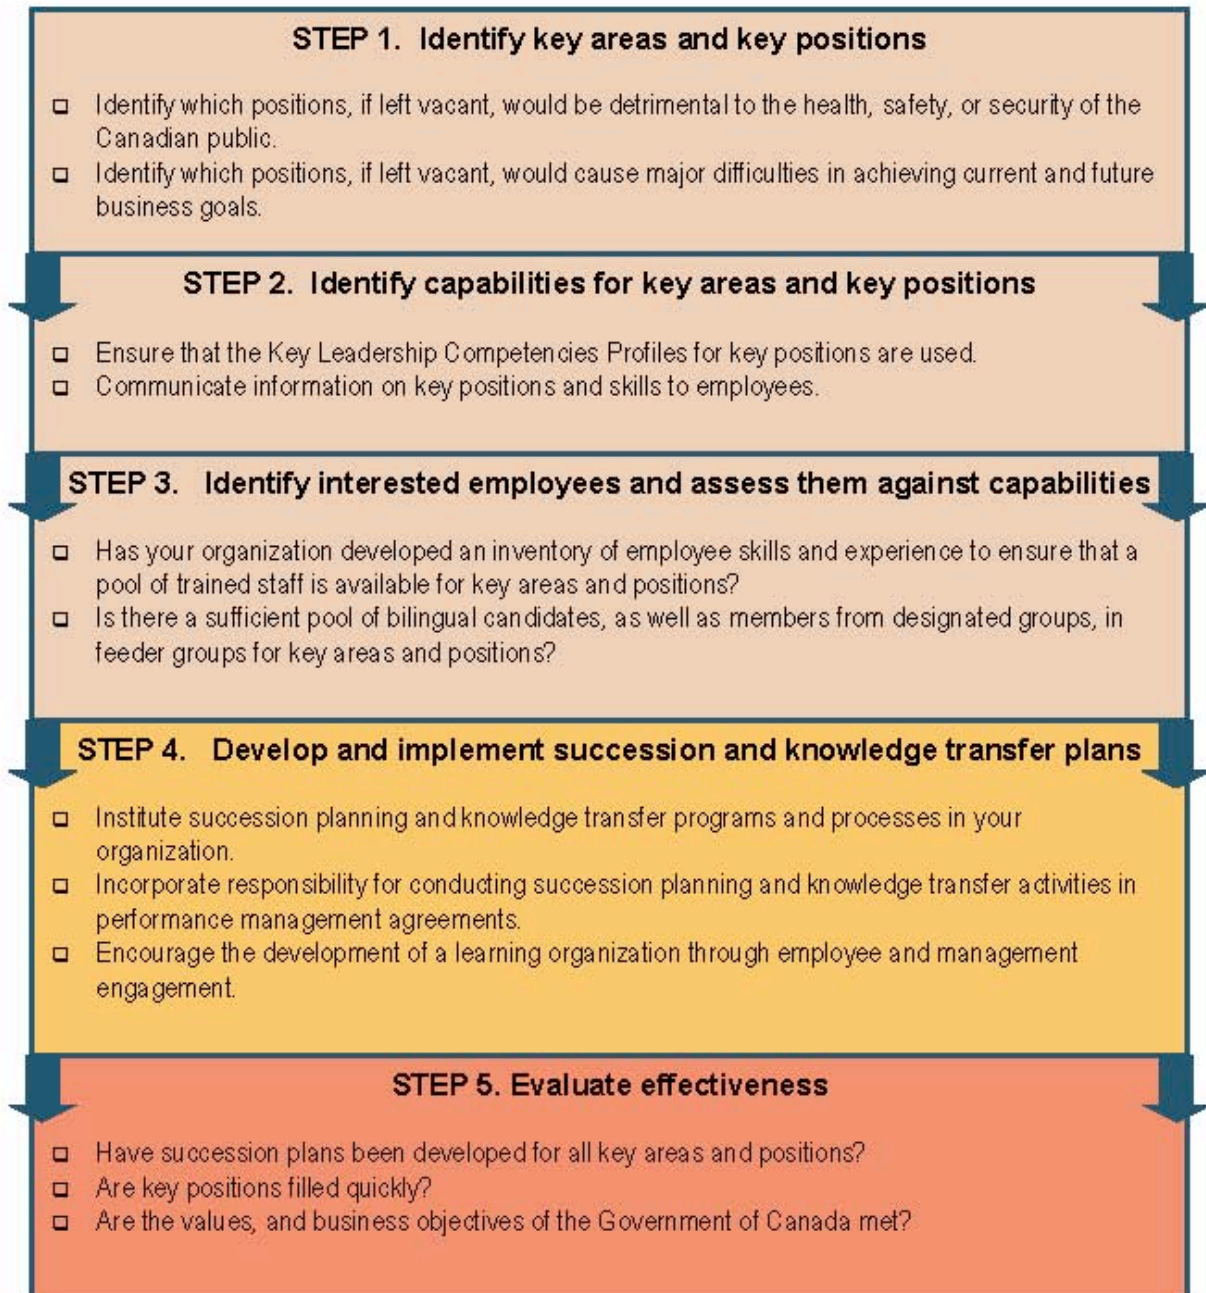 STEP 1. Identify key areas and key positions
❑ Identify which positions, if left vacant, would be detrimental to the health, safety, or security of the
Canadian public.
❑ Identify which positions, if left vacant, would cause major difficulties in achieving current and future
business goals.
STEP 2. Identify capabilities for key areas and key positions
❑ Ensure that the Key Leadership Competencies Profiles for key positions are used.
❑ Communicate information on key positions and skills to employees.
STEP 3. Identify interested employees and assess them against capabilities
❑ Has your organization developed an inventory of employee skills and experience to ensure that a
pool of trained staff is available for key areas and positions?
❑ Is there a sufficient pool of bilingual candidates, as well as members from designated groups, in
feeder groups for key areas and positions?
STEP 4. Develop and implement succession and knowledge transfer plans
❑ Institute succession planning and knowledge transfer programs and processes in your
organization.
❑ Incorporate responsibility for conducting succession planning and knowledge transfer activities in
performance management agreements.
❑ Encourage the development of a learning organization through employee and management
engagement.
STEP 5. Evaluate effectiveness
❑ Have succession plans been developed for all key areas and positions?
❑ Are key positions filled quickly?
❑ Are the values, and business objectives of the Government of Canada met?